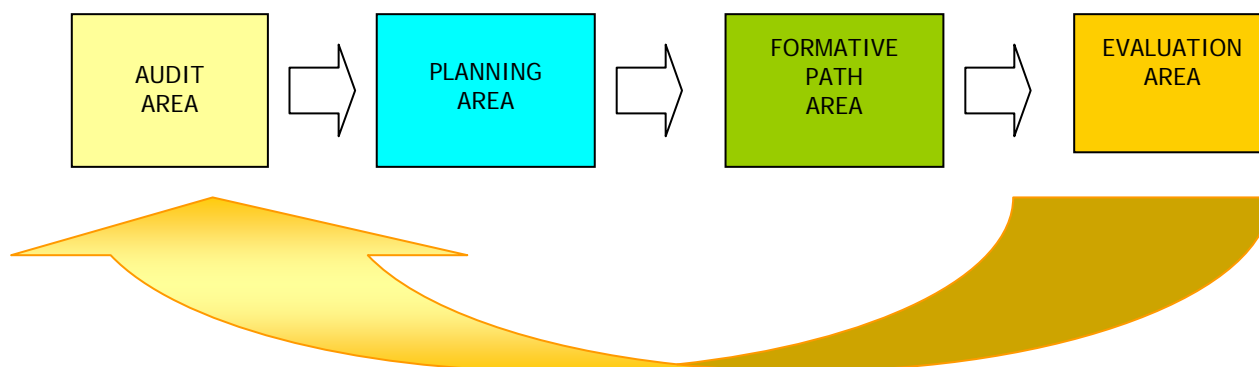 AUDIT
AREA
PLANNING
AREA
FORMATIVE
PATH
AREA
EVALUATION
AREA